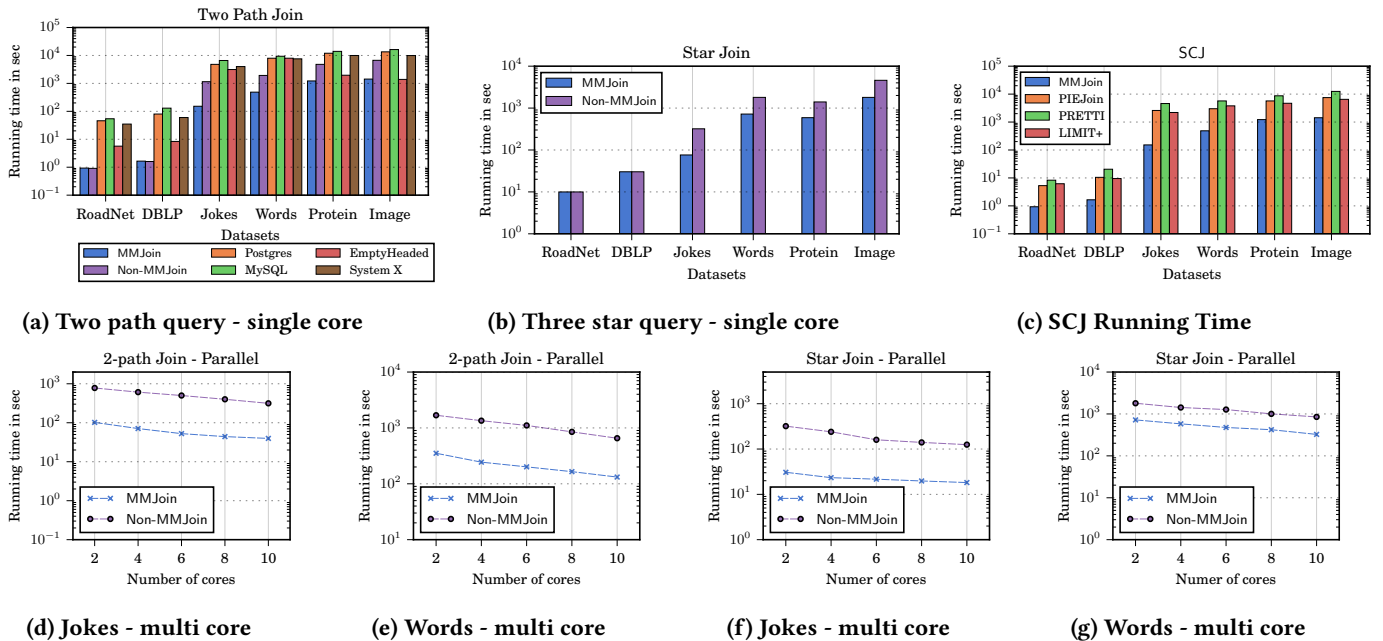 Two Path Join
Running time in sec
10^5
10^4
10^3
10^2
10^1
10^0
10^−1
RoadNet DBLP Jokes Words Protein Image
Datasets
MMJoin Postgres EmptyHeaded
Non-MMJoin MySQL System X
(a) Two path query - single core
Star Join
Running time in sec
10^4
10^3
10^2
10^1
10^0
MMJoin
Non-MMJoin
RoadNet DBLP Jokes Words Protein Image
Datasets
(b) Three star query - single core
SCJ
Running time in sec
10^5
10^4
10^3
10^2
10^1
10^0
10^−1
MMJoin
PIEJoin
PRETTI
LIMIT+
RoadNet DBLP Jokes Words Protein Image
Datasets
(c) SCJ Running Time
2-path Join - Parallel
Running time in sec
10^3
10^2
10^1
10^0
10^−1
MMJoin
Non-MMJoin
2 4 6 8 10
Number of cores
(d) Jokes - multi core
2-path Join - Parallel
Running time in sec
10^4
10^3
10^2
10^1
MMJoin
Non-MMJoin
2 4 6 8 10
Number of cores
(e) Words - multi core
Star Join - Parallel
Running time in sec
10^3
10^2
10^1
10^0
MMJoin
Non-MMJoin
2 4 6 8 10
Numer of cores
(f) Jokes - multi core
Star Join - Parallel
Running time in sec
10^4
10^3
10^2
10^1
10^0
MMJoin
Non-MMJoin
2 4 6 8 10
Numer of cores
(g) Words - multi core